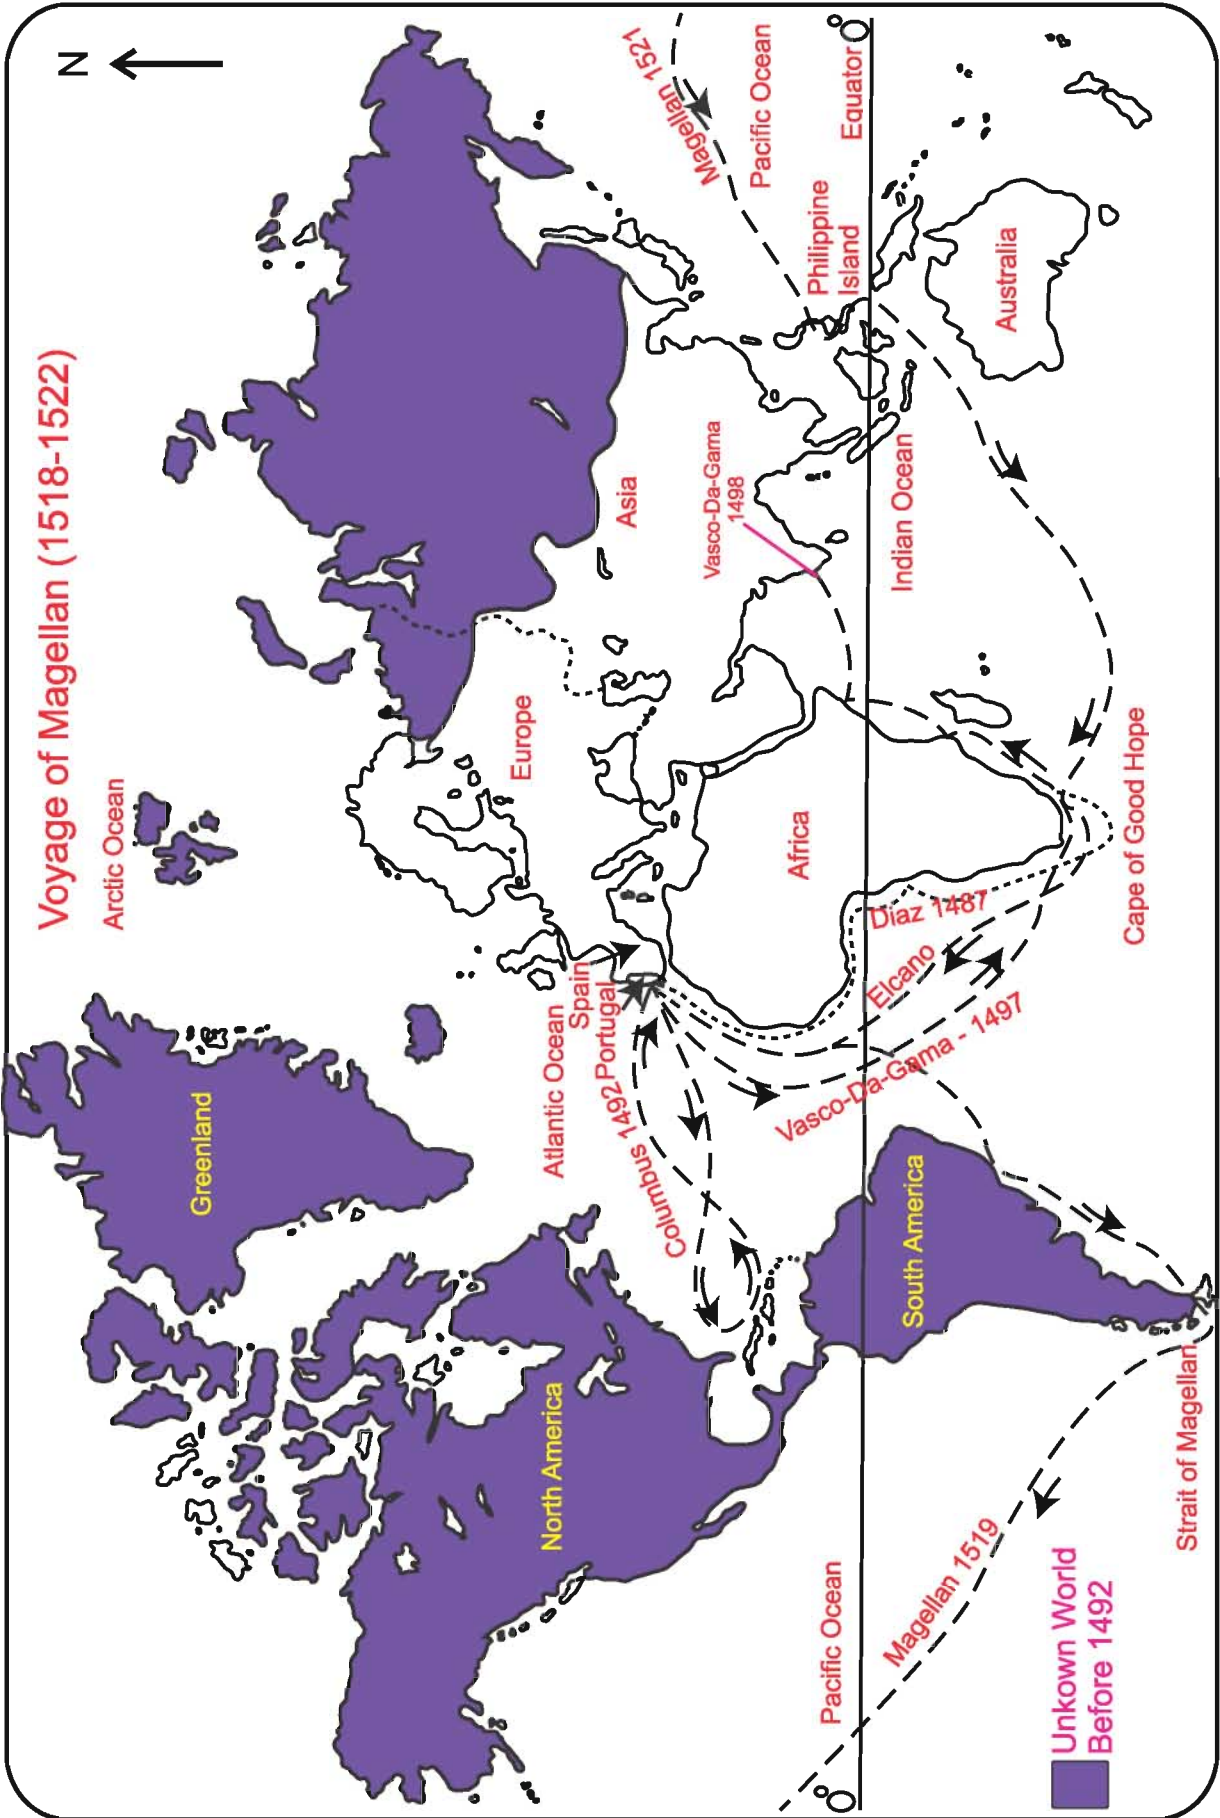 Voyage of Magellan (1518-1522)
N
Arctic Ocean
Greenland
North America
Atlantic Ocean
Spain
Portugal
Columbus 1492
Europe
Asia
Magellan 1521
Pacific Ocean
Equator
Philippine
Island
Vasco-Da-Gama
1498
Indian Ocean
Australia
Africa
Diaz 1487
Elcano
Vasco-Da-Gama - 1497
Cape of Good Hope
South America
Pacific Ocean
Magellan 1519
Strait of Magellan
Unkown World
Before 1492